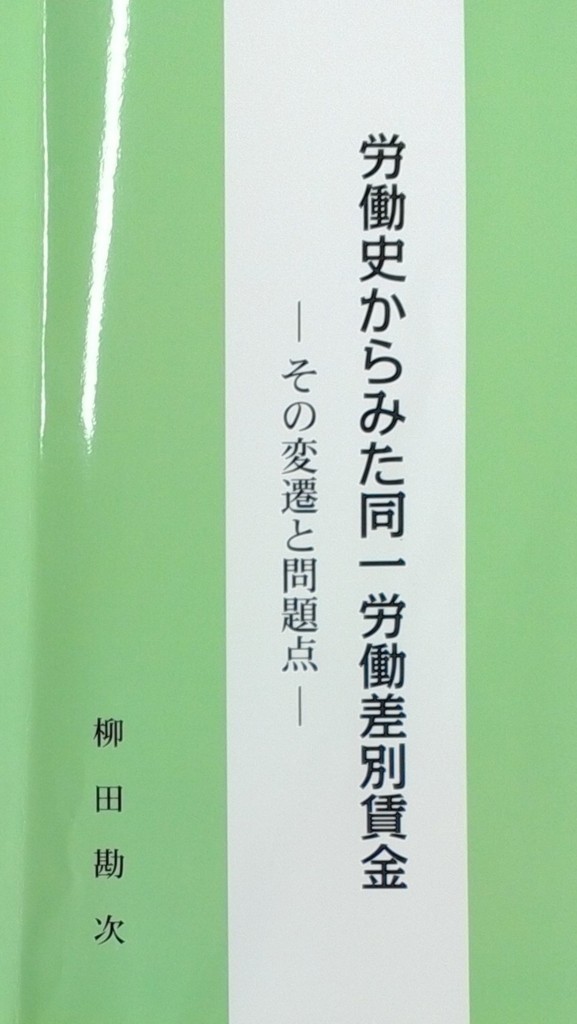 労働史からみた同一労働差別賃金
― その変遷と問題点 ―
柳田勘次